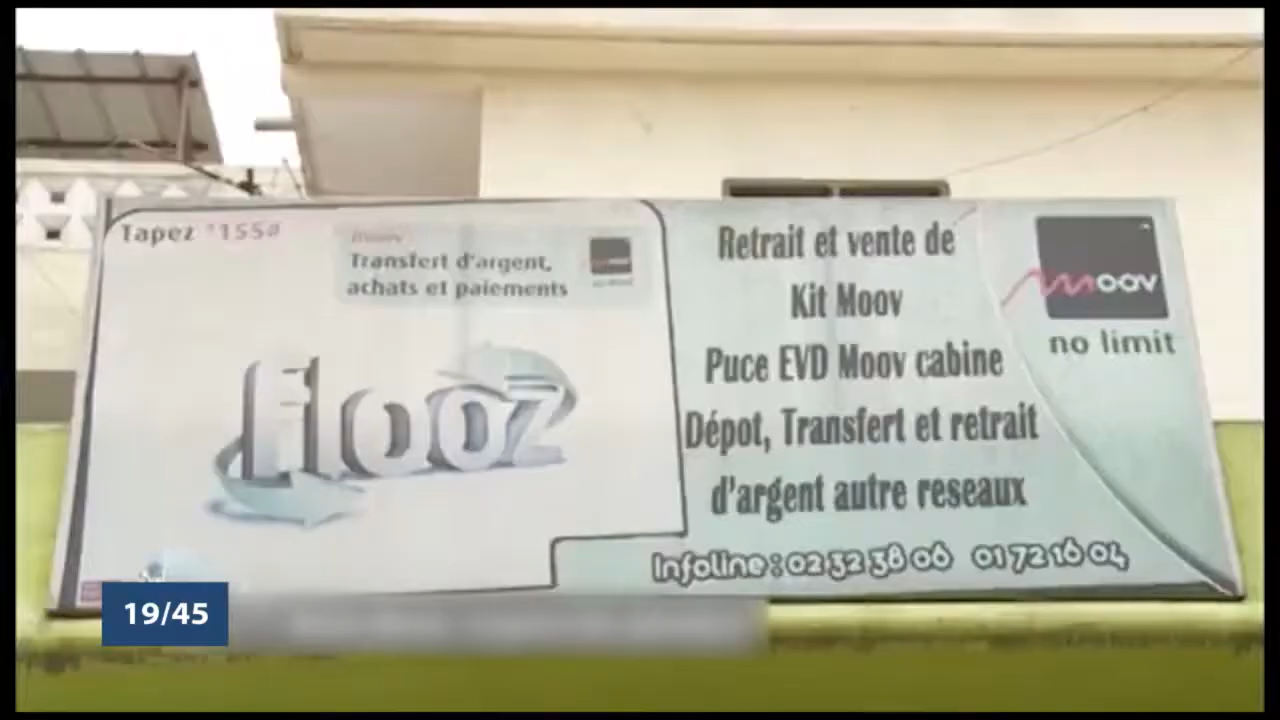 Tapez *155#
Transfert d'argent,
achats et paiements
Flooz
Retrait et vente de
Kit Moov
Puce EVD Moov cabine
Dépot, Transfert et retrait
d'argent autre reseaux
Infoline : 02 32 38 06 01 72 16 04
moov
no limit
19/45